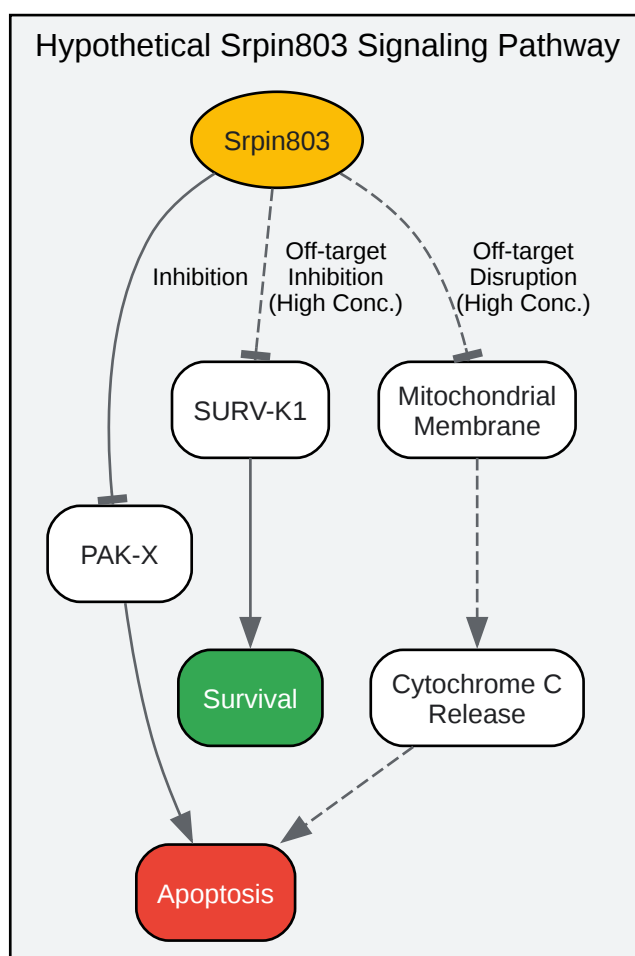 Hypothetical Srpin803 Signaling Pathway
Srpin803
Inhibition
Off-target
Inhibition
(High Conc.)
Off-target
Disruption
(High Conc.)
SURV-K1
Mitochondrial
Membrane
PAK-X
Survival
Cytochrome C
Release
Apoptosis